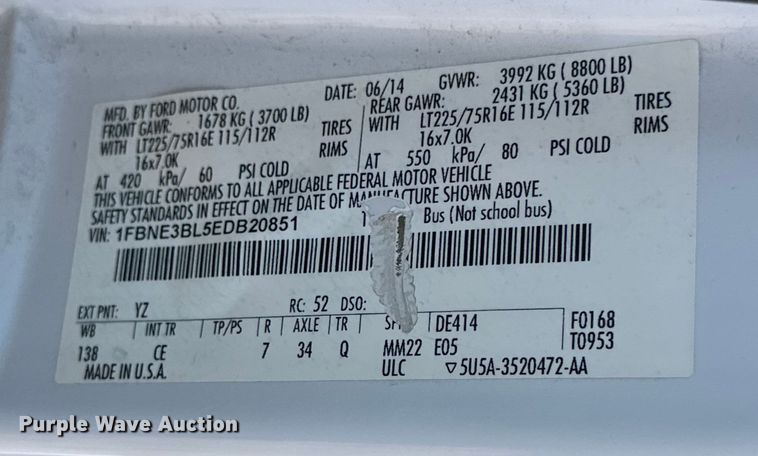 MFD. BY FORD MOTOR CO.
DATE: 06/14 GVWR: 3992 KG ( 8800 LB)
FRONT GAWR: 1678 KG ( 3700 LB) REAR GAWR: 2431 KG ( 5360 LB)
WITH LT225/75R16E 115/112R TIRES WITH LT225/75R16E 115/112R TIRES
16x7.0K RIMS 16x7.0K RIMS
AT 420 kPa/ 60 PSI COLD AT 550 kPa/ 80 PSI COLD
THIS VEHICLE CONFORMS TO ALL APPLICABLE FEDERAL MOTOR VEHICLE
SAFETY STANDARDS IN EFFECT ON THE DATE OF MANUFACTURE SHOWN ABOVE.
VIN: 1FBNE3BL5EDB20851 Bus (Not school bus)
EXT PNT: YZ RC: 52 DSO:
WB INT TR TP/PS R AXLE TR DE414 F0168
138 CE 7 34 Q MM22 E05 T0953
MADE IN U.S.A. ULC ▽5U5A-3520472-AA
Purple Wave Auction